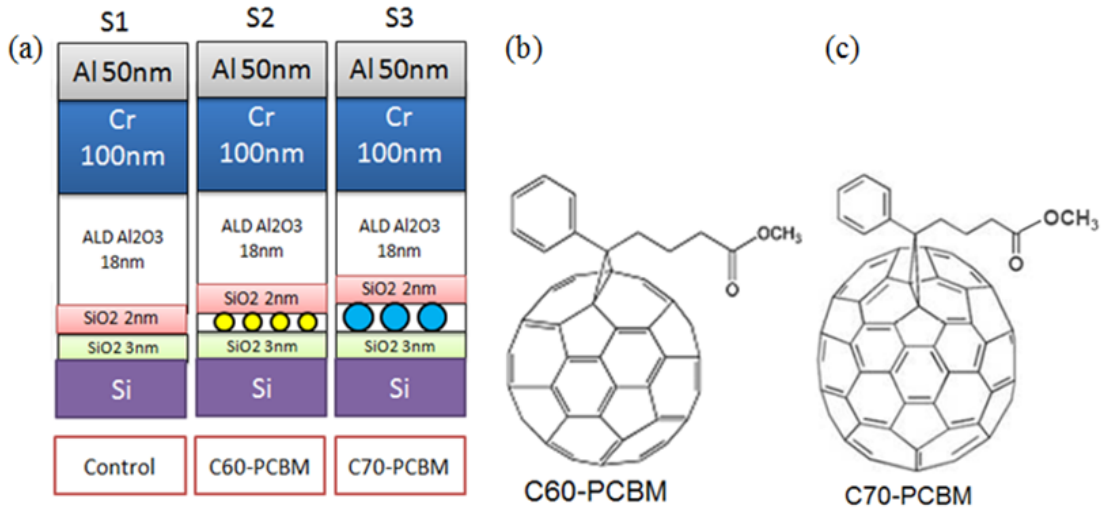 (a)
S1
S2
S3
Al 50nm
Al 50nm
Al 50nm
Cr
100nm
Cr
100nm
Cr
100nm
ALD Al2O3
18nm
ALD Al2O3
18nm
ALD Al2O3
18nm
SiO2 2nm
SiO2 2nm
SiO2 2nm
SiO2 3nm
SiO2 3nm
SiO2 3nm
Si
Si
Si
Control
C60-PCBM
C70-PCBM
(b)
OCH3
O
C60-PCBM
(c)
OCH3
O
C70-PCBM